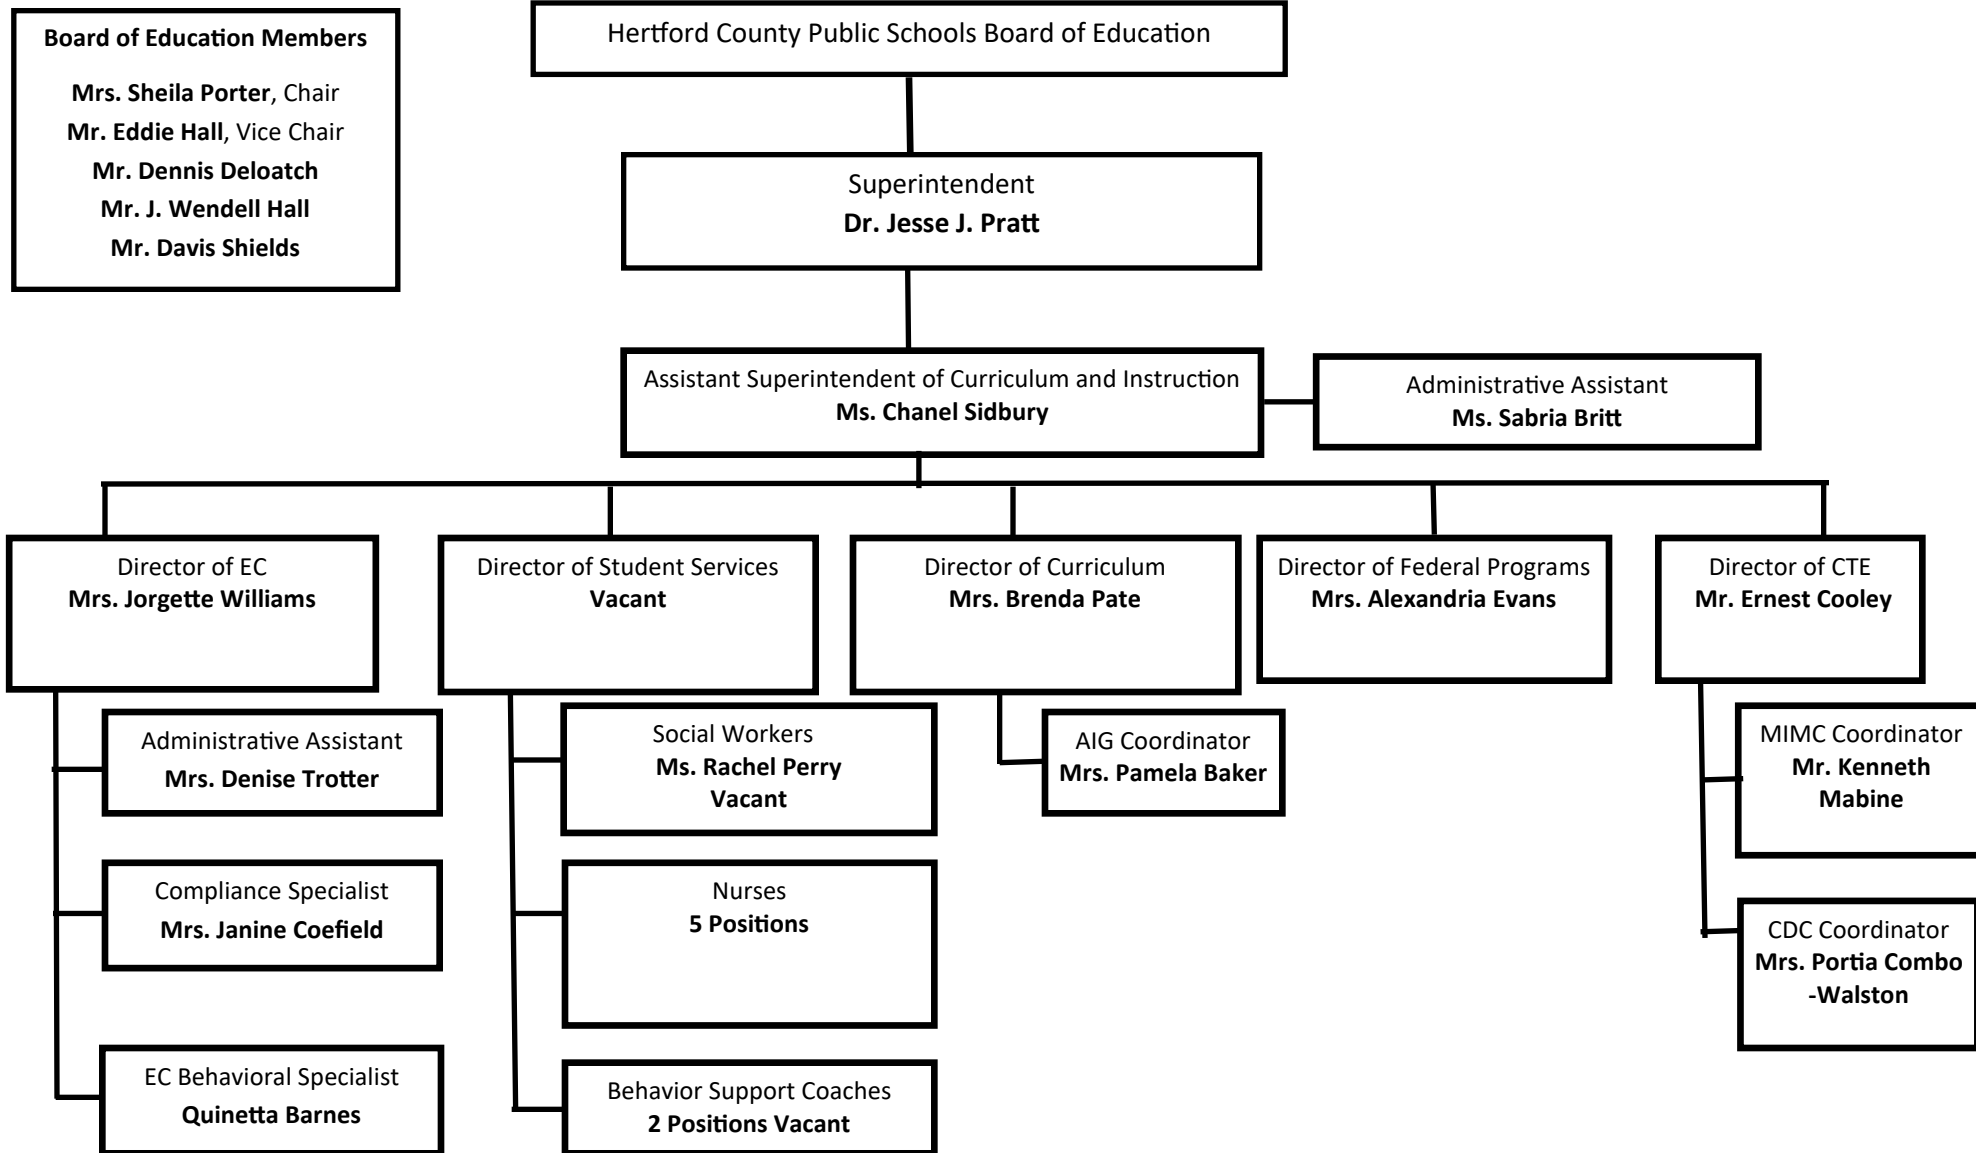 Board of Education Members
Mrs. Sheila Porter, Chair
Mr. Eddie Hall, Vice Chair
Mr. Dennis Deloatch
Mr. J. Wendell Hall
Mr. Davis Shields
Hertford County Public Schools Board of Education
Superintendent
Dr. Jesse J. Pratt
Assistant Superintendent of Curriculum and Instruction
Ms. Chanel Sidbury
Administrative Assistant
Ms. Sabria Britt
Director of EC
Mrs. Jorgette Williams
Director of Student Services
Vacant
Director of Curriculum
Mrs. Brenda Pate
Director of Federal Programs
Mrs. Alexandria Evans
Director of CTE
Mr. Ernest Cooley
Administrative Assistant
Mrs. Denise Trotter
Compliance Specialist
Mrs. Janine Coefield
EC Behavioral Specialist
Quinetta Barnes
Social Workers
Ms. Rachel Perry
Vacant
Nurses
5 Positions
Behavior Support Coaches
2 Positions Vacant
AIG Coordinator
Mrs. Pamela Baker
MIMC Coordinator
Mr. Kenneth
Mabine
CDC Coordinator
Mrs. Portia Combo
-Walston